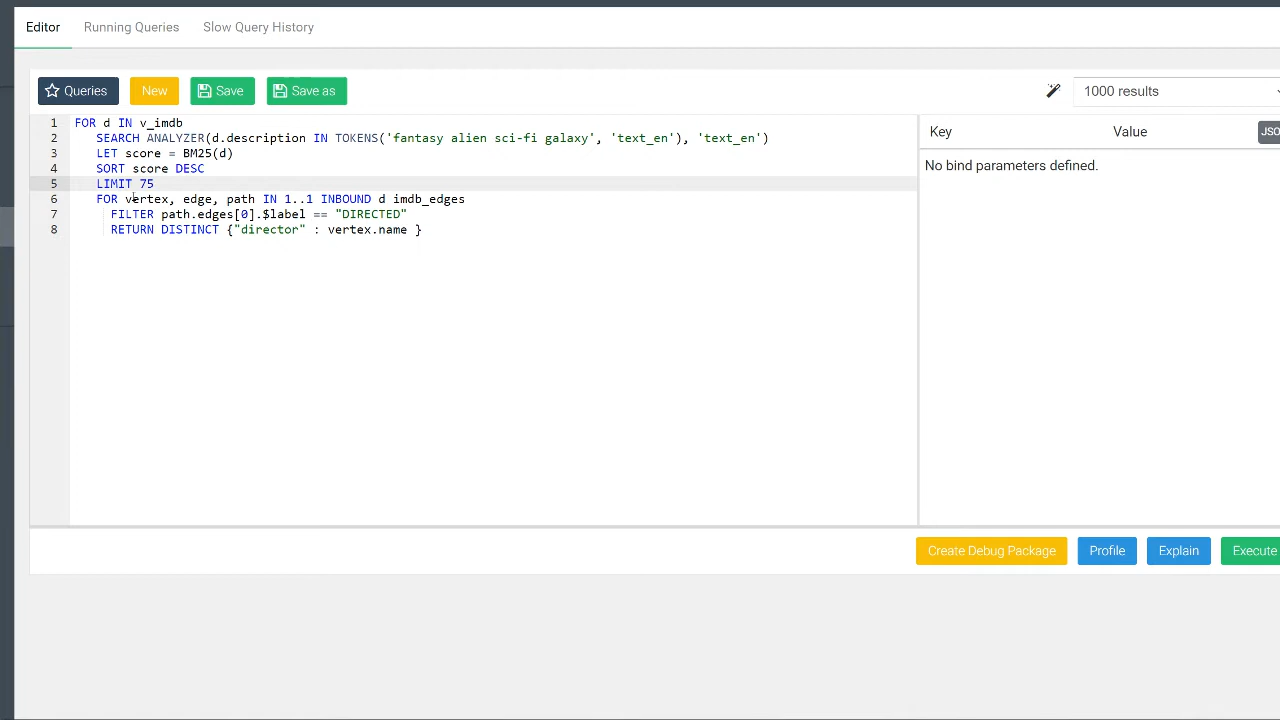 Editor Running Queries Slow Query History
Queries New Save Save as 1000 results
1 FOR d IN v_imdb
2 SEARCH ANALYZER(d.description IN TOKENS('fantasy alien sci-fi galaxy', 'text_en'), 'text_en')
3 LET score = BM25(d)
4 SORT score DESC
5 LIMIT 75
6 FOR vertex, edge, path IN 1..1 INBOUND d imdb_edges
7 FILTER path.edges[0].$label == "DIRECTED"
8 RETURN DISTINCT {"director" : vertex.name }
Key Value JSO
No bind parameters defined.
Create Debug Package Profile Explain Execute